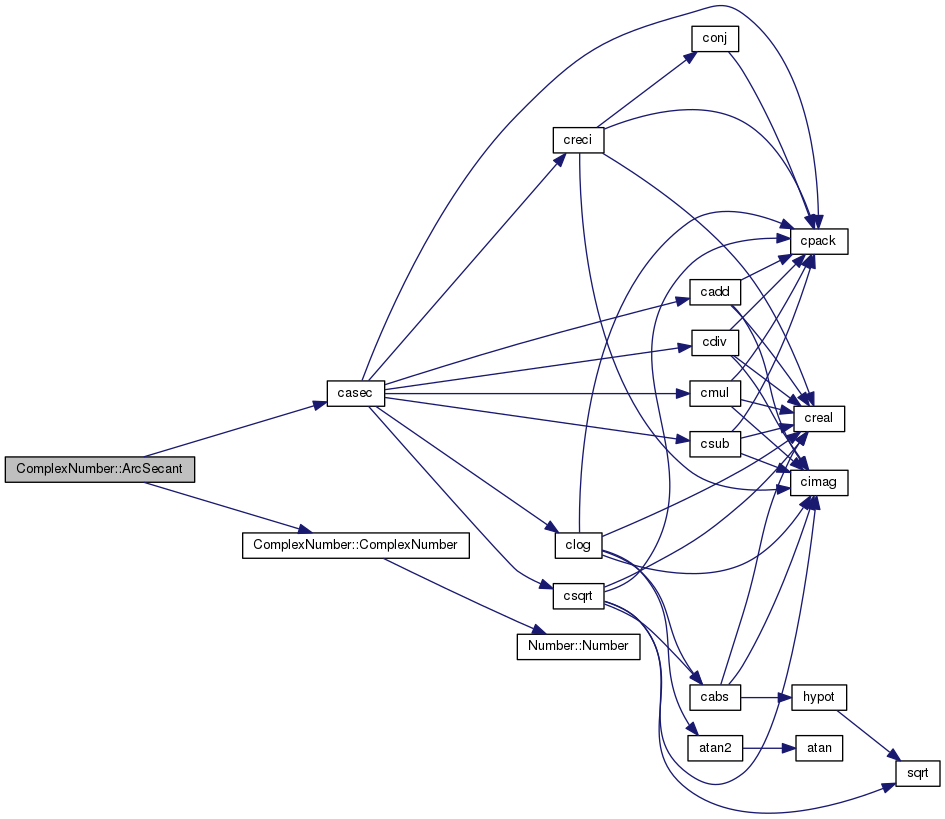 conj
creci
cpack
cadd
cdiv
casec
cmul
creal
csub
ComplexNumber::ArcSecant
cimag
ComplexNumber::ComplexNumber
clog
csqrt
Number::Number
cabs
hypot
atan2
atan
sqrt